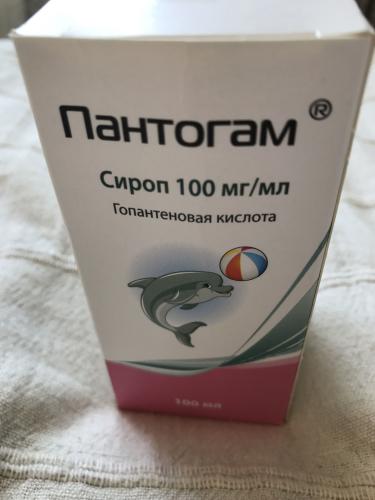 Пантогам ®
Сироп 100 мг/мл
Гопантеновая кислота
100 мл